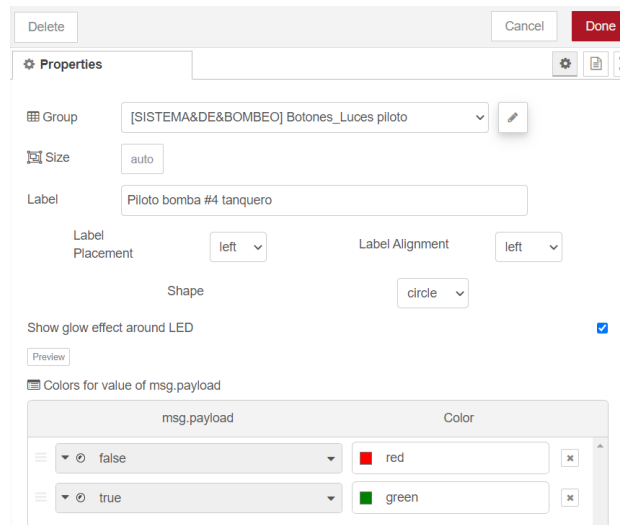 Delete Cancel Done
Properties
Group [SISTEMA&DE&BOMBEO] Botones_Luces piloto
Size auto
Label Piloto bomba #4 tanquero
Label Placement left Label Alignment left
Shape circle
Show glow effect around LED
Preview
Colors for value of msg.payload
msg.payload Color
false red
true green